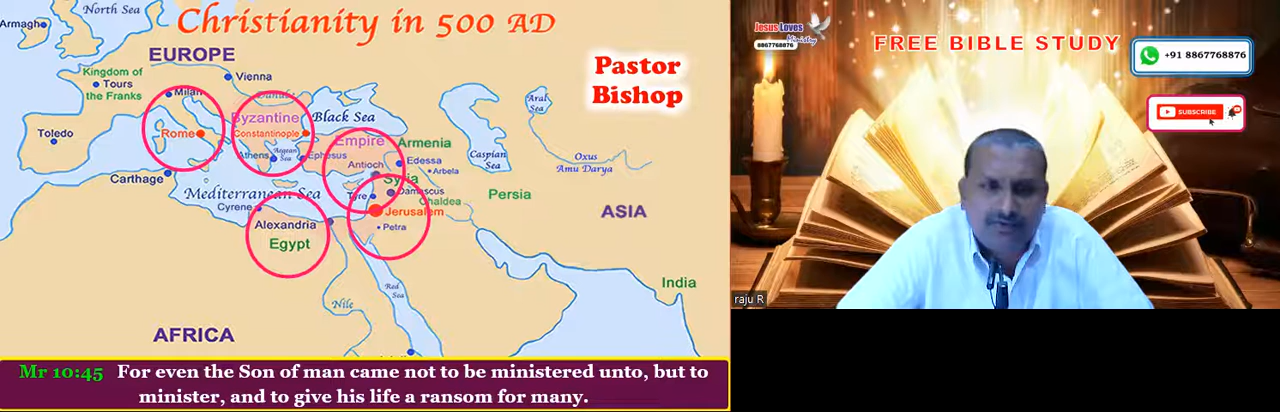 Christianity in 500 AD
North Sea
Armagh
EUROPE
Kingdom of
Tours
the Franks
Vienna
Danube
Milan
Pastor
Bishop
Aral
Sea
Byzantine
Black Sea
Rome
Constantinople
Toledo
Empire
Armenia
Caspian
Sea
Oxus
Amu Darya
Athens
Aegean
Sea
Ephesus
Antioch
Edessa
Arbela
Carthage
Syria
Mediterranean Sea
Tyre
Damascus
Chaldea
Persia
Cyrene
Jerusalem
ASIA
Alexandria
Petra
Egypt
Red
Sea
India
Nile
AFRICA
Mr 10:45 For even the Son of man came not to be ministered unto, but to
minister, and to give his life a ransom for many.
Jesus Loves
Ministry
8867768876
FREE BIBLE STUDY
+91 8867768876
SUBSCRIBE
raju R